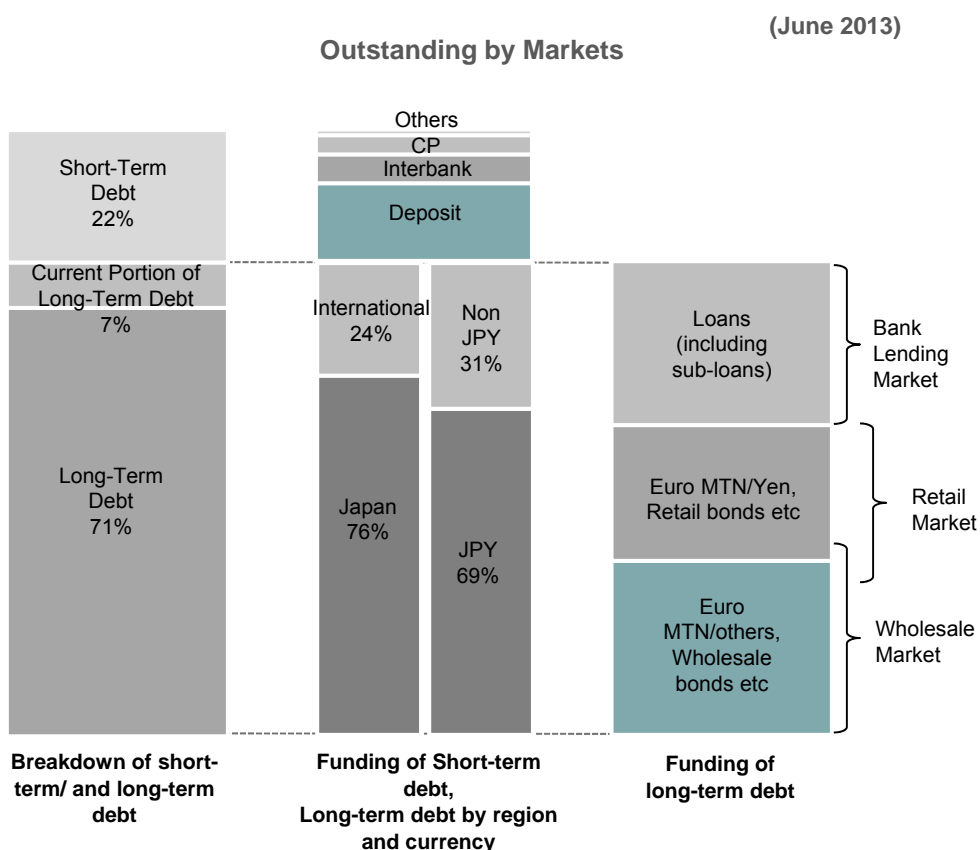 (June 2013)
Outstanding by Markets
Short-Term
Debt
22%
Current Portion of
Long-Term Debt
7%
Long-Term
Debt
71%
Others
CP
Interbank
Deposit
International
24%
Non
JPY
31%
Japan
76%
JPY
69%
Loans
(including
sub-loans)
Euro MTN/Yen,
Retail bonds etc
Euro
MTN/others,
Wholesale
bonds etc
Bank
Lending
Market
Retail
Market
Wholesale
Market
Breakdown of short-
term/ and long-term
debt
Funding of Short-term
debt,
Long-term debt by region
and currency
Funding of
long-term debt